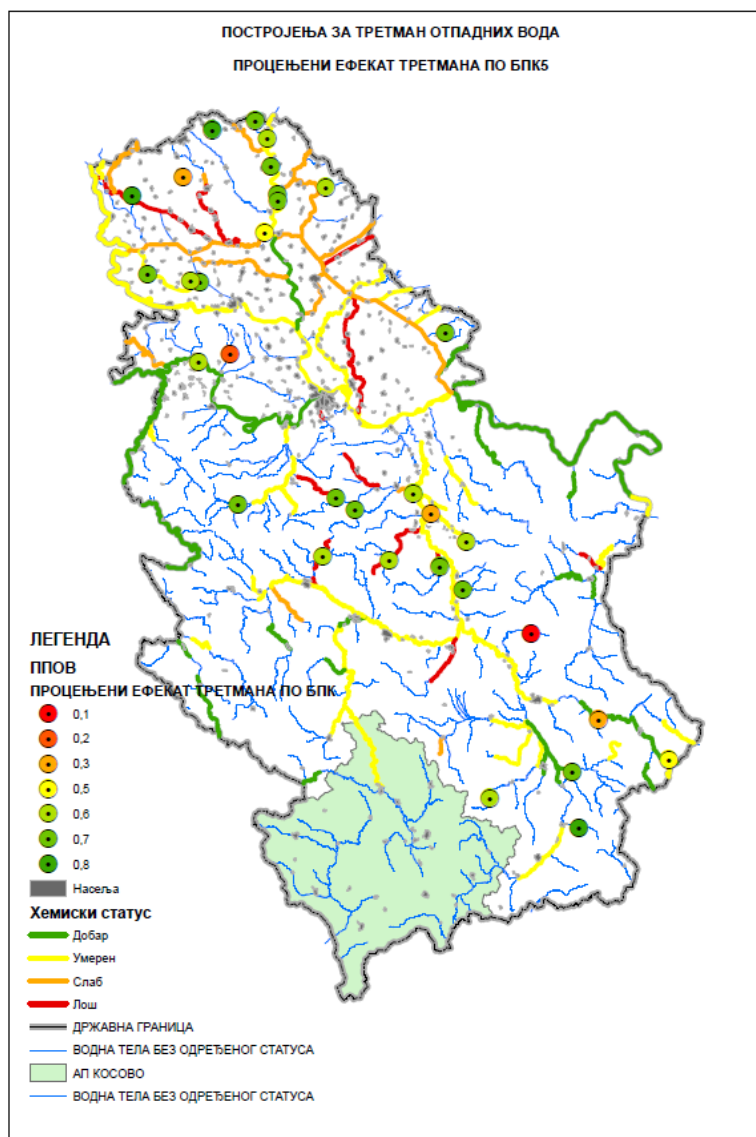 ПОСТРОЈЕЊА ЗА ТРЕТМАН ОТПАДНИХ ВОДА
ПРОЦЕЊЕНИ ЕФЕКАТ ТРЕТМАНА ПО БПК5
ЛЕГЕНДА
ППОВ
ПРОЦЕЊЕНИ ЕФЕКАТ ТРЕТМАНА ПО БПК
0,1
0,2
0,3
0,5
0,6
0,7
0,8
Насеља
Хемиски статус
Добар
Умерен
Слаб
Лош
ДРЖАВНА ГРАНИЦА
ВОДНА ТЕЛА БЕЗ ОДРЕЂЕНОГ СТАТУСА
АП КОСОВО
ВОДНА ТЕЛА БЕЗ ОДРЕЂЕНОГ СТАТУСА